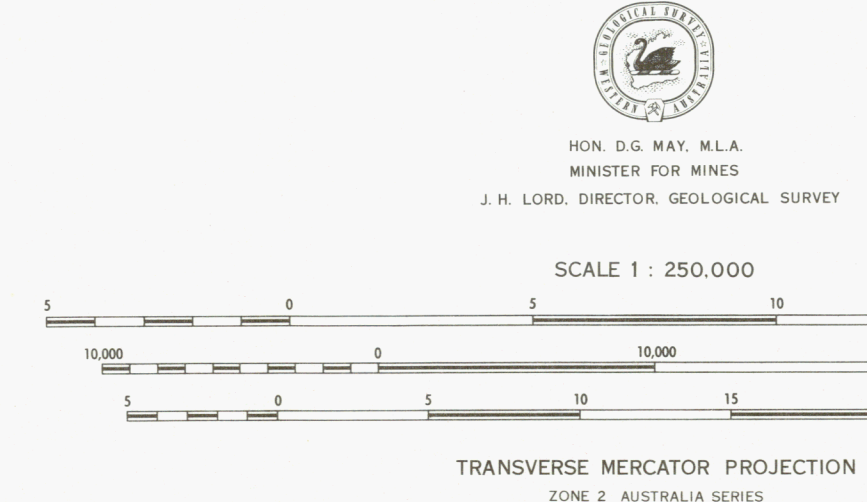 GEOLOGICAL SURVEY
WESTERN AUSTRALIA
HON. D.G. MAY, M.L.A.
MINISTER FOR MINES
J. H. LORD, DIRECTOR, GEOLOGICAL SURVEY
SCALE 1 : 250,000
5 0 5 10
10,000 0 10,000
5 0 5 10 15
TRANSVERSE MERCATOR PROJECTION
ZONE 2 AUSTRALIA SERIES